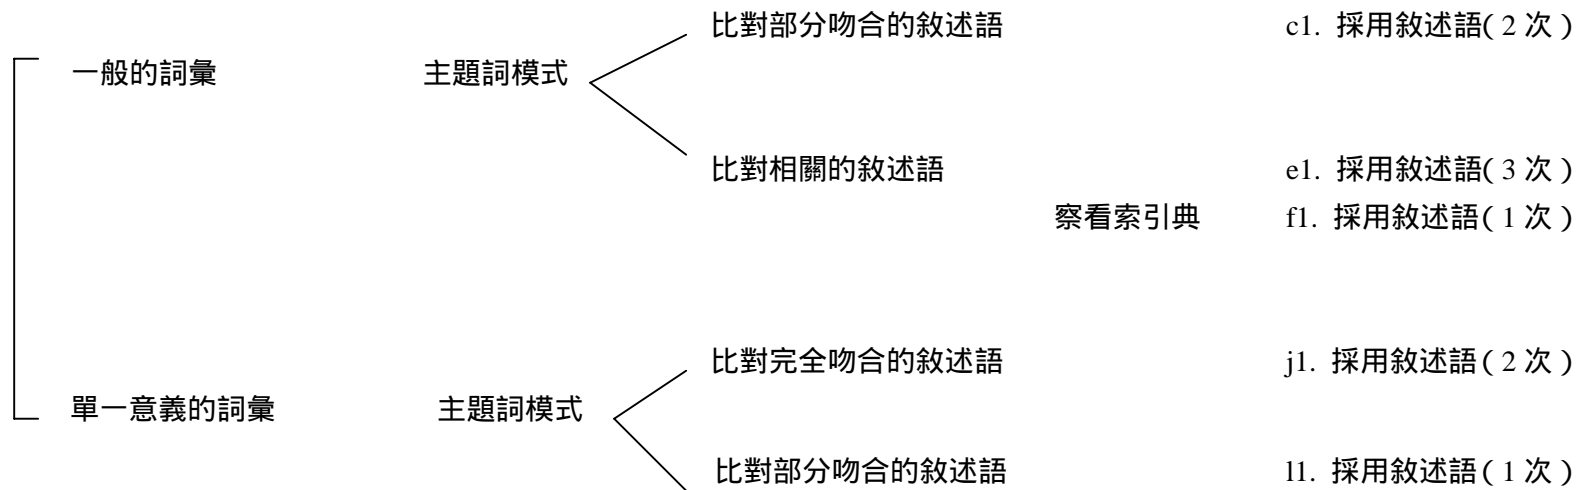 比對部分吻合的敘述語 c1. 採用敘述語(2 次)
一般的詞彙 主題詞模式
比對相關的敘述語 e1. 採用敘述語(3 次)
察看索引典 f1. 採用敘述語(1 次)
比對完全吻合的敘述語 j1. 採用敘述語(2 次)
單一意義的詞彙 主題詞模式
比對部分吻合的敘述語 l1. 採用敘述語(1 次)